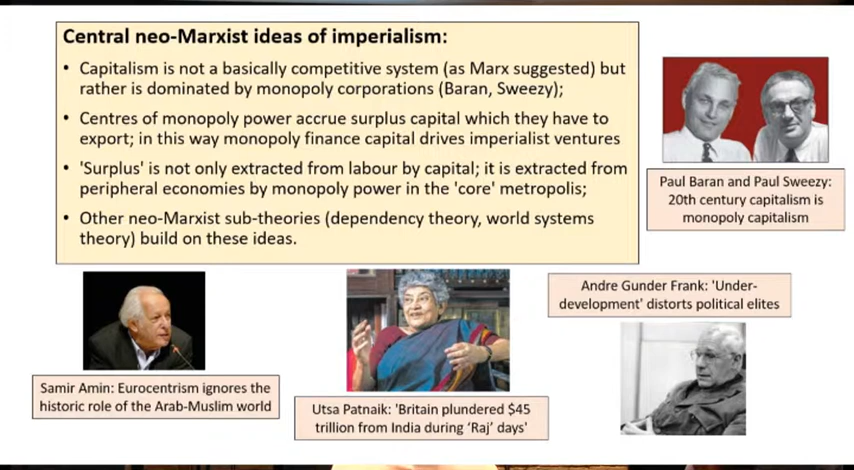 Central neo-Marxist ideas of imperialism:
• Capitalism is not a basically competitive system (as Marx suggested) but
rather is dominated by monopoly corporations (Baran, Sweezy);
• Centres of monopoly power accrue surplus capital which they have to
export; in this way monopoly finance capital drives imperialist ventures
• 'Surplus' is not only extracted from labour by capital; it is extracted from
peripheral economies by monopoly power in the 'core' metropolis;
• Other neo-Marxist sub-theories (dependency theory, world systems
theory) build on these ideas.
Paul Baran and Paul Sweezy:
20th century capitalism is
monopoly capitalism
Samir Amin: Eurocentrism ignores the
historic role of the Arab-Muslim world
Utsa Patnaik: 'Britain plundered $45
trillion from India during ‘Raj’ days'
Andre Gunder Frank: 'Under-
development' distorts political elites